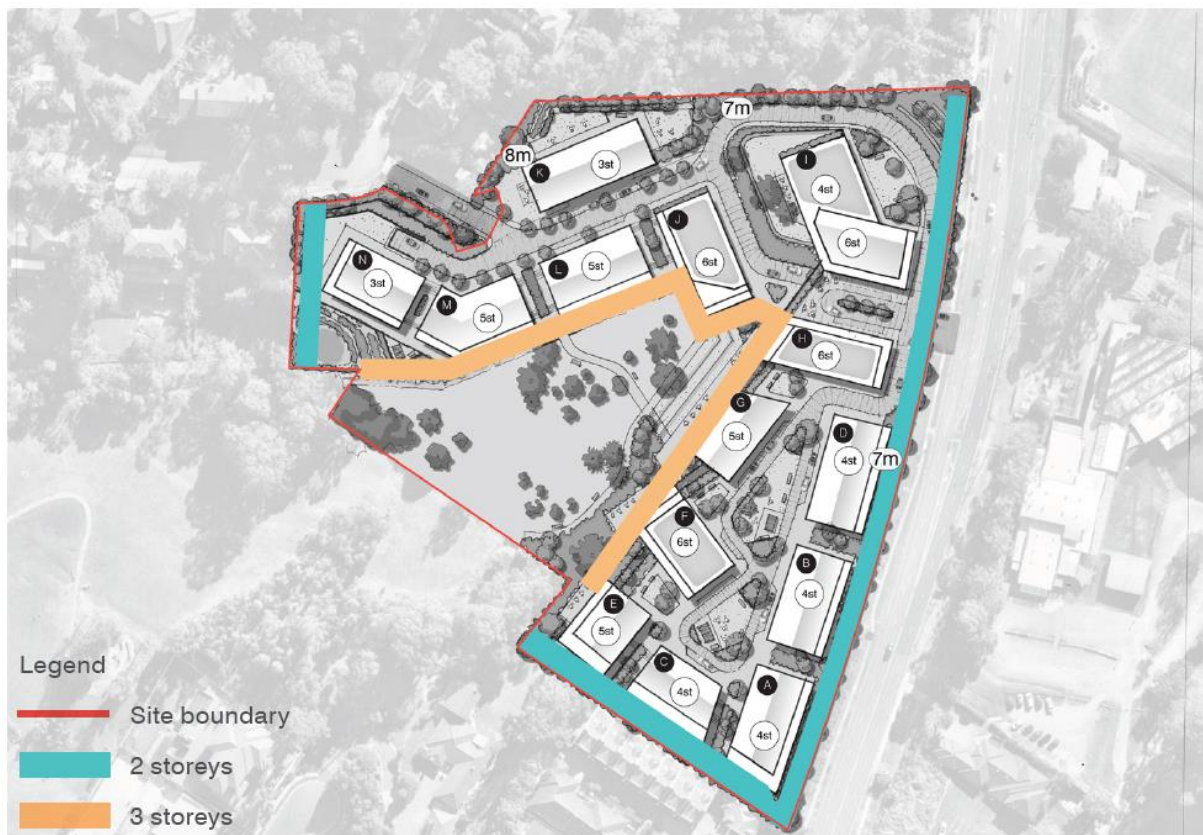 7m
8m
K
3st
I
4st
6st
J
6st
L
5st
N
3st
M
5st
H
6st
G
5st
D
4st
7m
F
6st
B
4st
E
5st
C
4st
A
4st
Legend
Site boundary
2 storeys
3 storeys